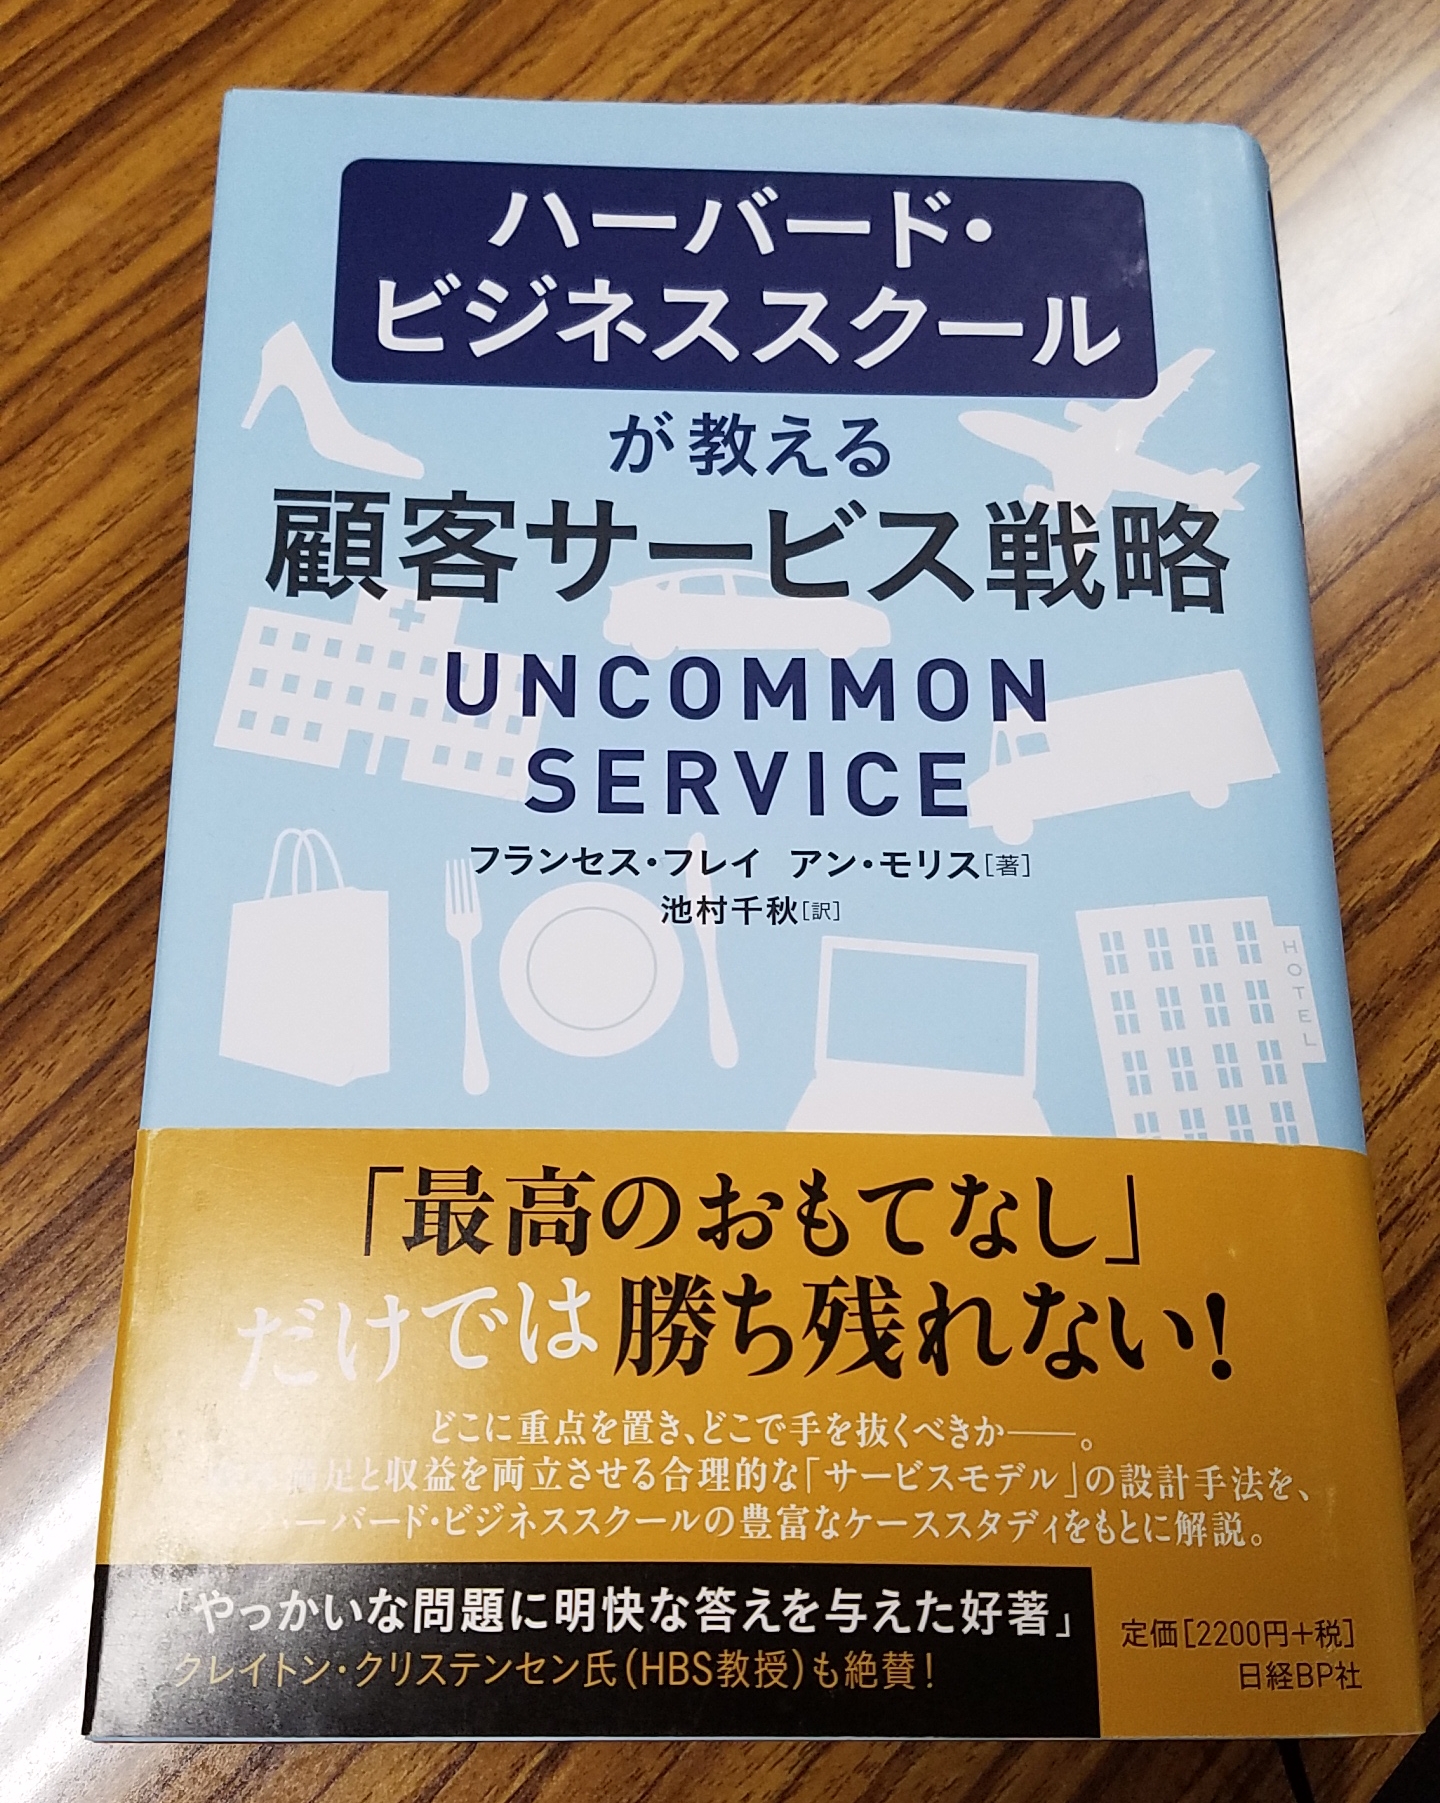 ハーバード・
ビジネススクール
が教える
顧客サービス戦略
UNCOMMON
SERVICE
フランセス・フレイ アン・モリス[著]
池村千秋[訳]
HOTEL
「最高のおもてなし」
だけでは勝ち残れない!
どこに重点を置き、どこで手を抜くべきか――。
満足と収益を両立させる合理的な「サービスモデル」の設計手法を、
ハーバード・ビジネススクールの豊富なケーススタディをもとに解説。
「やっかいな問題に明快な答えを与えた好著」
クレイトン・クリステンセン氏(HBS教授)も絶賛!
定価[2200円+税]
日経BP社